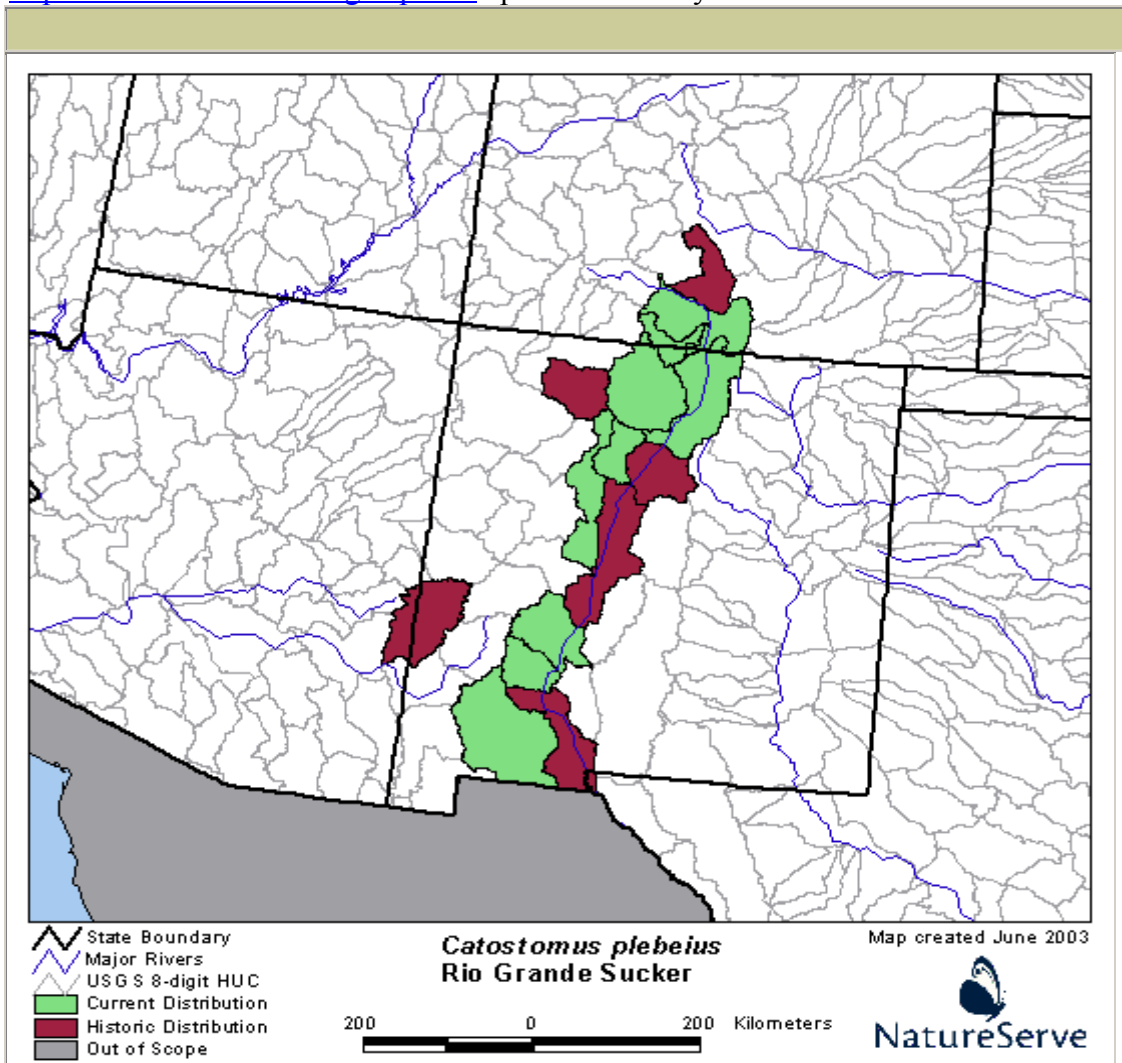 State Boundary
Major Rivers
USGS 8-digit HUC
Current Distribution
Historic Distribution
Out of Scope
Catostomus plebeius
Rio Grande Sucker
200 0 200 Kilometers
Map created June 2003
NatureServe